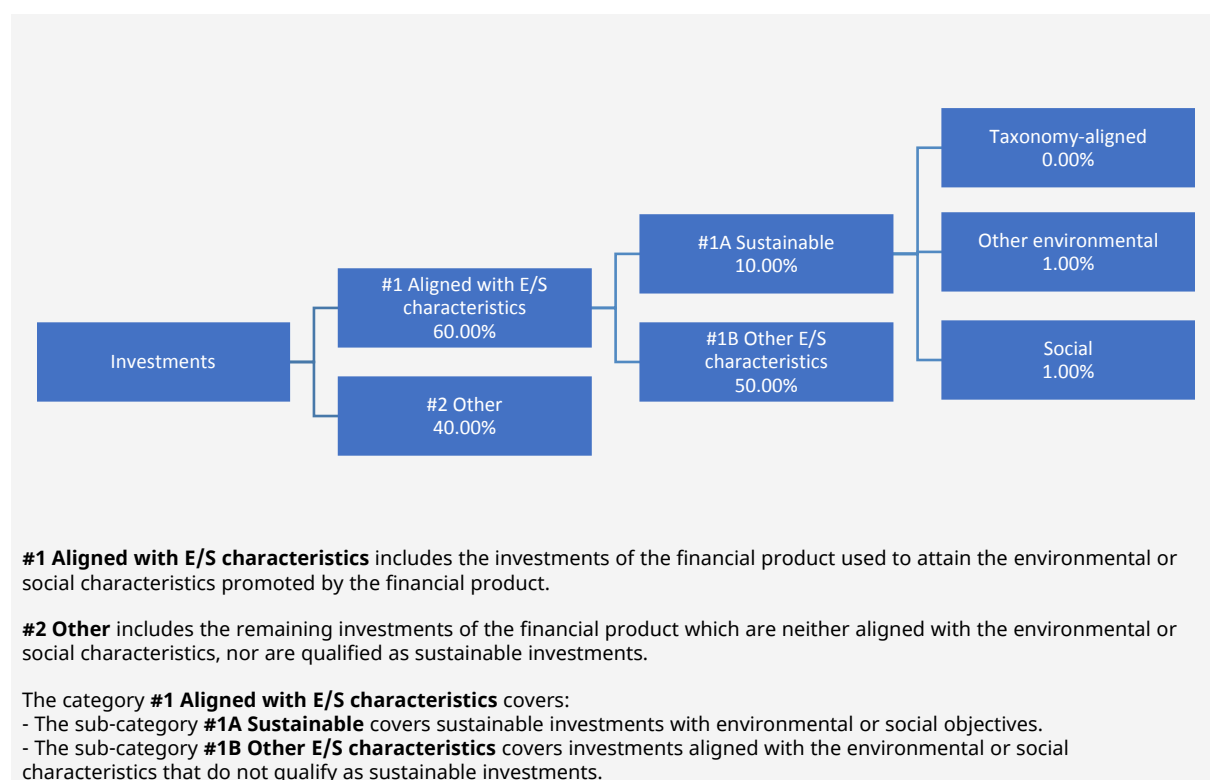 Taxonomy-aligned
0.00%
#1A Sustainable
10.00%
Other environmental
1.00%
#1 Aligned with E/S
characteristics
60.00%
Investments
#1B Other E/S
characteristics
50.00%
Social
1.00%
#2 Other
40.00%
#1 Aligned with E/S characteristics includes the investments of the financial product used to attain the environmental or
social characteristics promoted by the financial product.
#2 Other includes the remaining investments of the financial product which are neither aligned with the environmental or
social characteristics, nor are qualified as sustainable investments.
The category #1 Aligned with E/S characteristics covers:
- The sub-category #1A Sustainable covers sustainable investments with environmental or social objectives.
- The sub-category #1B Other E/S characteristics covers investments aligned with the environmental or social
characteristics that do not qualify as sustainable investments.